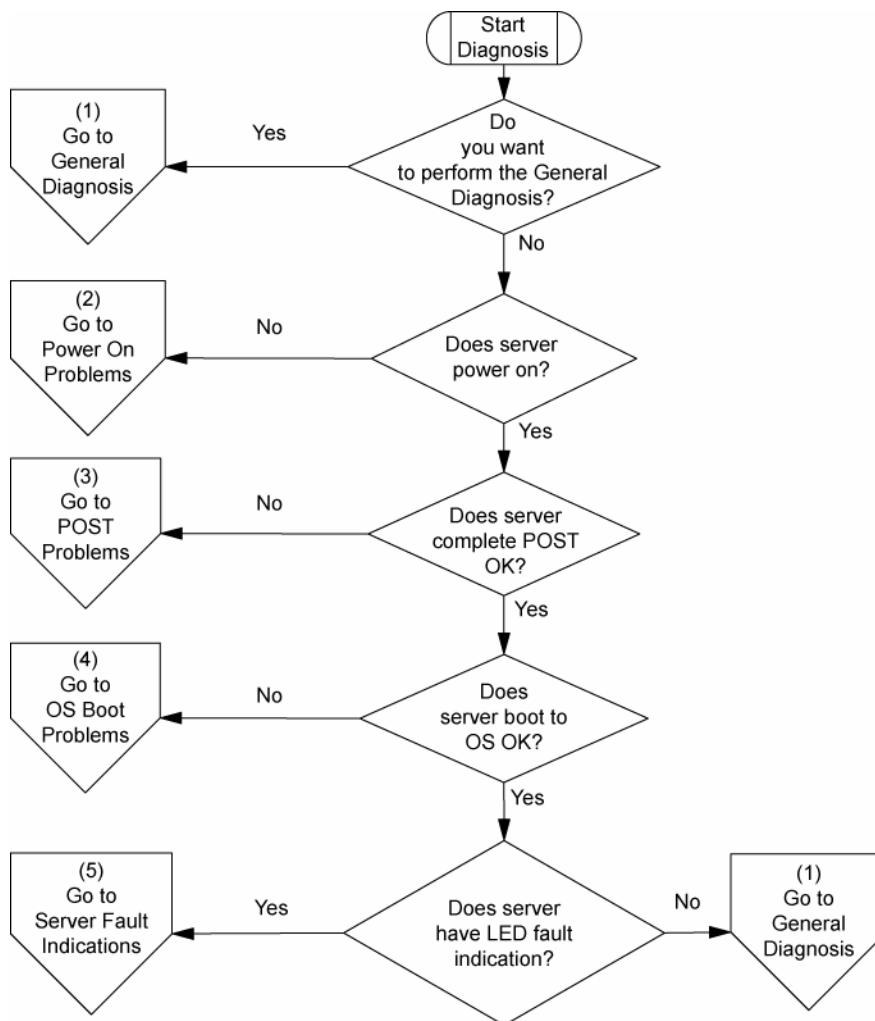 Start
Diagnosis
(1)
Go to
General
Diagnosis
Yes
Do
you want
to perform the General
Diagnosis?
No
(2)
Go to
Power On
Problems
No
Does server
power on?
Yes
(3)
Go to
POST
Problems
No
Does server
complete POST
OK?
Yes
(4)
Go to
OS Boot
Problems
No
Does
server boot to
OS OK?
Yes
(5)
Go to
Server Fault
Indications
Yes
Does server
have LED fault
indication?
No
(1)
Go to
General
Diagnosis